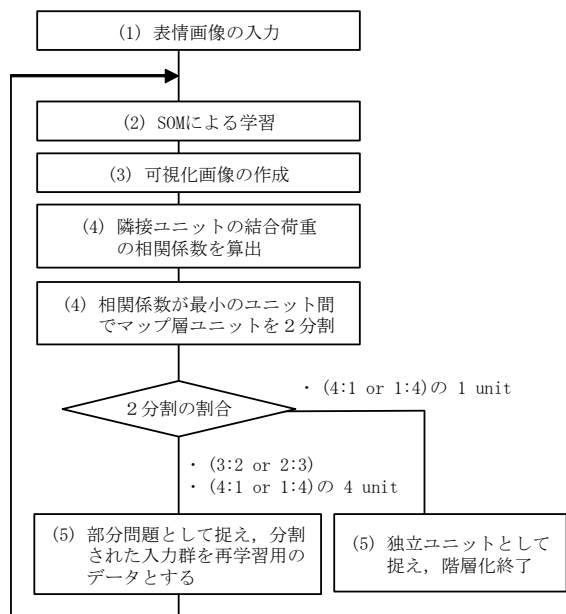 (1) 表情画像の入力
(2) SOMによる学習
(3) 可視化画像の作成
(4) 隣接ユニットの結合荷重
の相関係数を算出
(4) 相関係数が最小のユニット間
でマップ層ユニットを２分割
２分割の割合
・ (4:1 or 1:4)の 1 unit
・ (3:2 or 2:3)
・ (4:1 or 1:4)の 4 unit
(5) 部分問題として捉え，分割
された入力群を再学習用の
データとする
(5) 独立ユニットとして
捉え，階層化終了